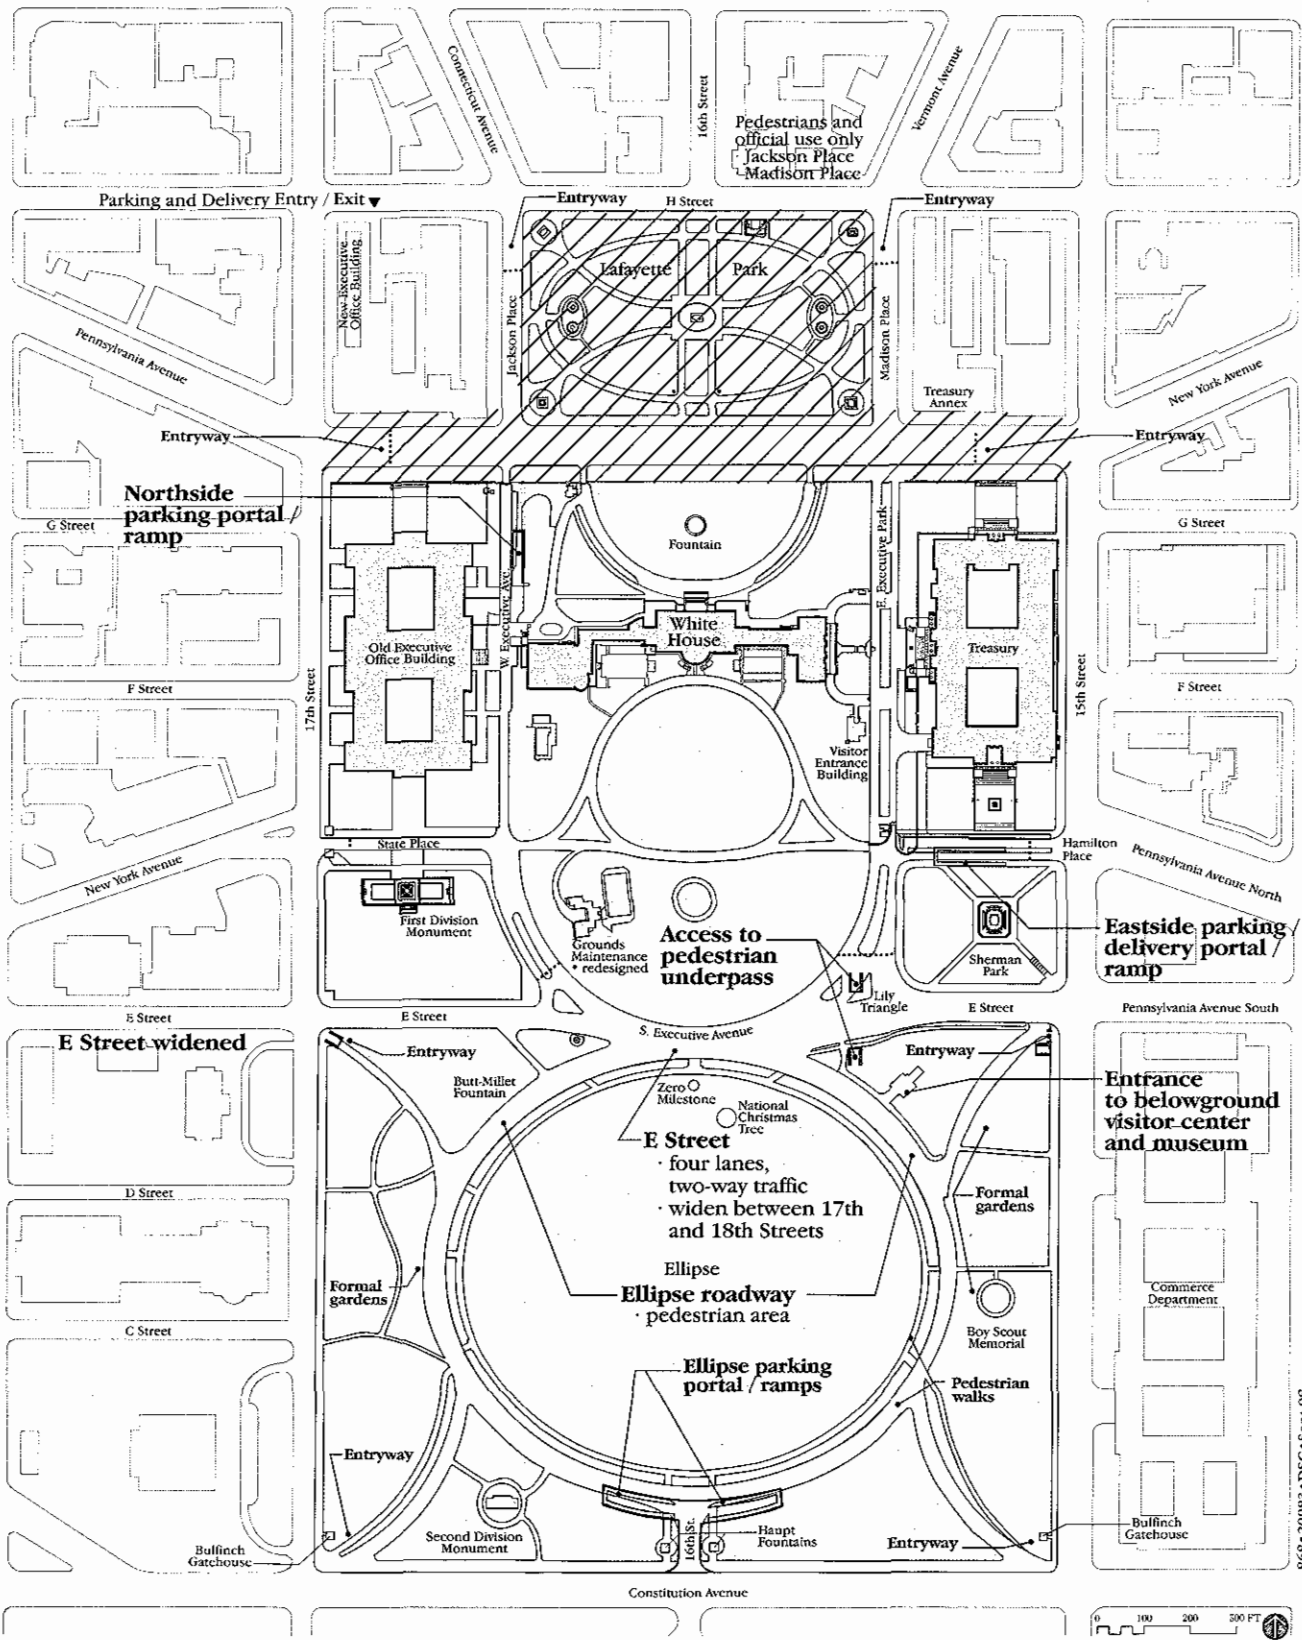 Connecticut Avenue
16th Street
Pedestrians and
official use only
· Jackson Place
· Madison Place
Vermont Avenue
Parking and Delivery Entry / Exit ▼
Entryway
H Street
Entryway
New Executive
Office Building
Lafayette Park
Jackson Place
Madison Place
Pennsylvania Avenue
Treasury
Annex
New York Avenue
Entryway
Entryway
Northside
parking portal /
ramp
G Street
G Street
Fountain
W. Executive Ave.
E. Executive Park
White
House
Old Executive
Office Building
Treasury
17th Street
15th Street
F Street
F Street
Visitor
Entrance
Building
State Place
Hamilton
Place
Pennsylvania Avenue North
New York Avenue
First Division
Monument
Grounds
Maintenance
• redesigned
Access to
pedestrian
underpass
Sherman
Park
Eastside parking /
delivery portal /
ramp
Lily
Triangle
E Street
E Street
E Street
Pennsylvania Avenue South
S. Executive Avenue
E Street widened
Entryway
Entryway
Butt-Millet
Fountain
Zero
Milestone
National
Christmas
Tree
Entrance
to belowground
visitor center
and museum
E Street
· four lanes,
two-way traffic
· widen between 17th
and 18th Streets
D Street
Formal
gardens
Ellipse
Ellipse roadway
· pedestrian area
Formal
gardens
Commerce
Department
C Street
Boy Scout
Memorial
Ellipse parking
portal / ramps
Pedestrian
walks
Entryway
Second Division
Monument
16th St.
Haupt
Fountains
Entryway
Bulfinch
Gatehouse
Bulfinch
Gatehouse
Constitution Avenue
0 100 200 500 FT